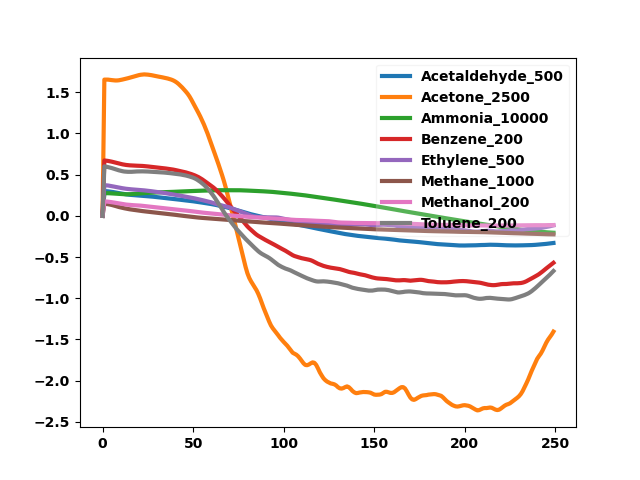 1.5
1.0
0.5
0.0
−0.5
−1.0
−1.5
−2.0
−2.5
0 50 100 150 200 250
Acetaldehyde_500
Acetone_2500
Ammonia_10000
Benzene_200
Ethylene_500
Methane_1000
Methanol_200
Toluene_200